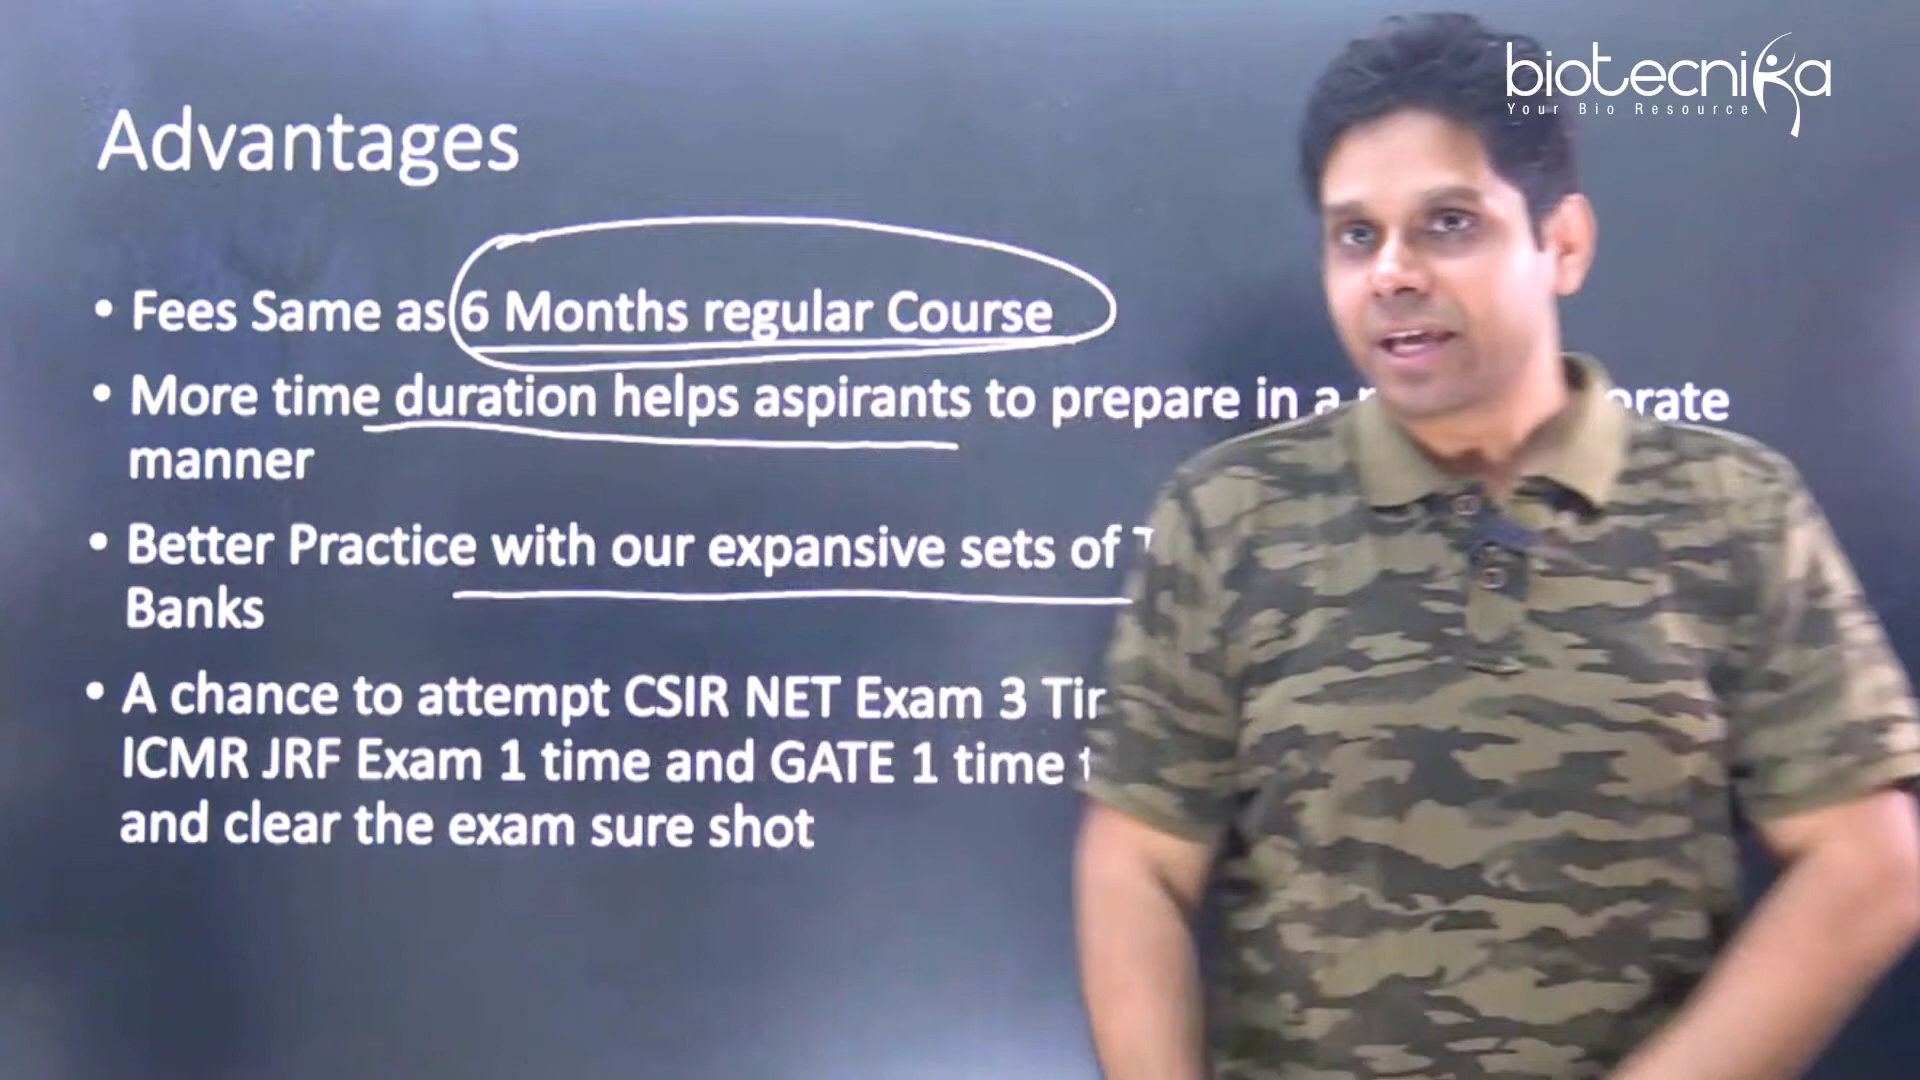 biotecnika
Your Bio Resource
Advantages
• Fees Same as 6 Months regular Course
• More time duration helps aspirants to prepare in a
manner
• Better Practice with our expansive sets of
Banks
• A chance to attempt CSIR NET Exam 3
ICMR JRF Exam 1 time and GATE 1 time
and clear the exam sure shot